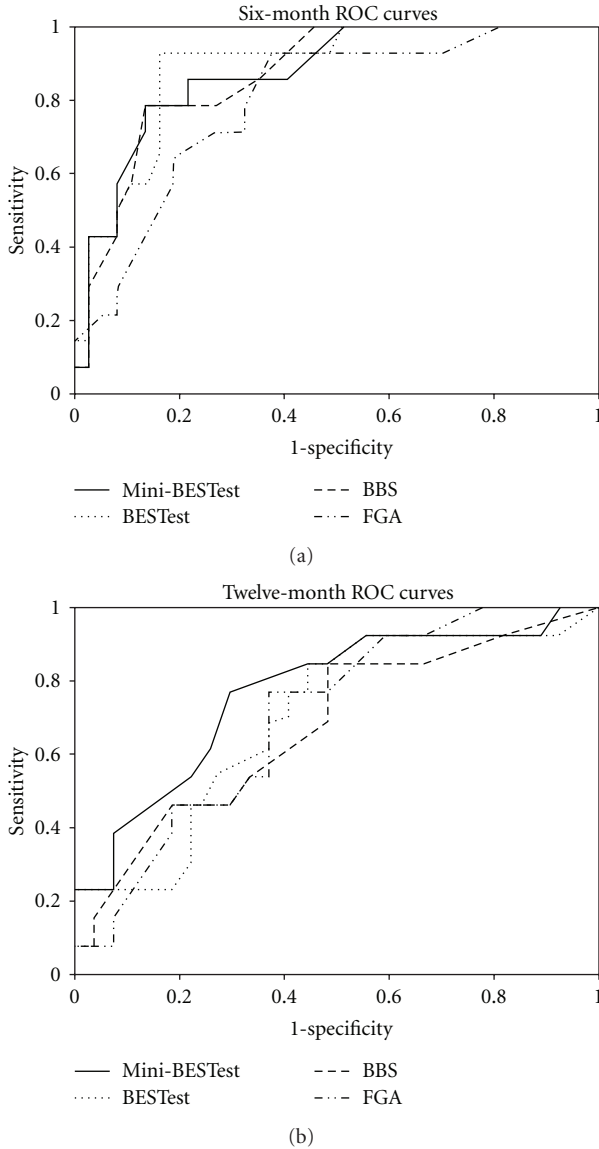 Six-month ROC curves
1
0.8
0.6
0.4
0.2
0
Sensitivity
0 0.2 0.4 0.6 0.8 1
1-specificity
Mini-BESTest BBS
BESTest FGA
(a)
Twelve-month ROC curves
1
0.8
0.6
0.4
0.2
0
Sensitivity
0 0.2 0.4 0.6 0.8 1
1-specificity
Mini-BESTest BBS
BESTest FGA
(b)